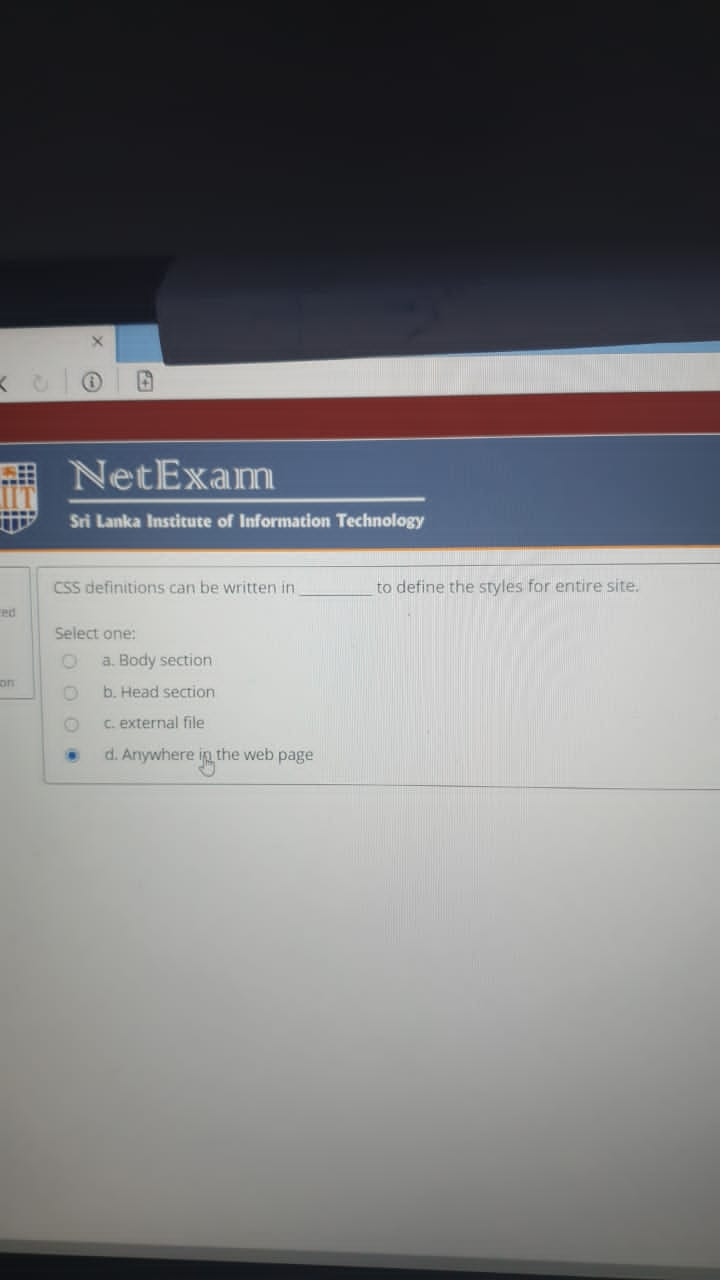 NetExam
IIT
Sri Lanka Institute of Information Technology
CSS definitions can be written in ________ to define the styles for entire site.
ed
Select one:
a. Body section
on
b. Head section
c. external file
d. Anywhere in the web page